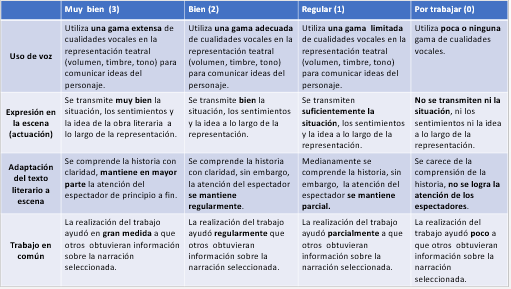 Muy bien (3)
Bien (2)
Regular (1)
Por trabajar (0)
Uso de voz
Utiliza una gama extensa de
cualidades vocales en la
representación teatral
(volumen, timbre, tono) para
comunicar ideas del
personaje.
Utiliza una gama adecuada
de cualidades vocales en la
representación teatral
(volumen, timbre, tono)
para comunicar ideas del
personaje.
Utiliza una gama limitada
de cualidades vocales en la
representación teatral
(volumen, timbre, tono)
para comunicar ideas del
personaje.
Utiliza poca o ninguna
gama de cualidades
vocales.
Expresión en
la escena
(actuación)
Se transmite muy bien la
situación, los sentimientos y
la idea de la obra literaria a
lo largo de la representación.
Se transmite bien la
situación, los sentimientos
y la idea a lo largo de la
representación.
Se transmiten
suficientemente la
situación, los sentimientos
y la idea a lo largo de la
representación.
No se transmiten ni la
situación, ni los
sentimientos ni la idea
a lo largo de la
representación.
Adaptación
del texto
literario a
escena
Se comprende la historia con
claridad, mantiene en mayor
parte la atención del
espectador de principio a fin.
Se comprende la historia
con claridad, sin embargo,
la atención del espectador
se mantiene
regularmente.
Medianamente se
comprende la historia, sin
embargo, la atención del
espectador se mantiene
parcial.
Se carece de la
comprensión de la
historia, no se logra la
atención de los
espectadores.
Trabajo en
común
La realización del trabajo
ayudó en gran medida a que
otros obtuvieran información
sobre la narración
seleccionada.
La realización del trabajo
ayudó regularmente que
otros obtuvieran
información sobre la
narración seleccionada.
La realización del trabajo
ayudó parcialmente a que
otros obtuvieran
información sobre la
narración seleccionada.
La realización del
trabajo ayudó poco a
que otros obtuvieran
información sobre la
narración
seleccionada.